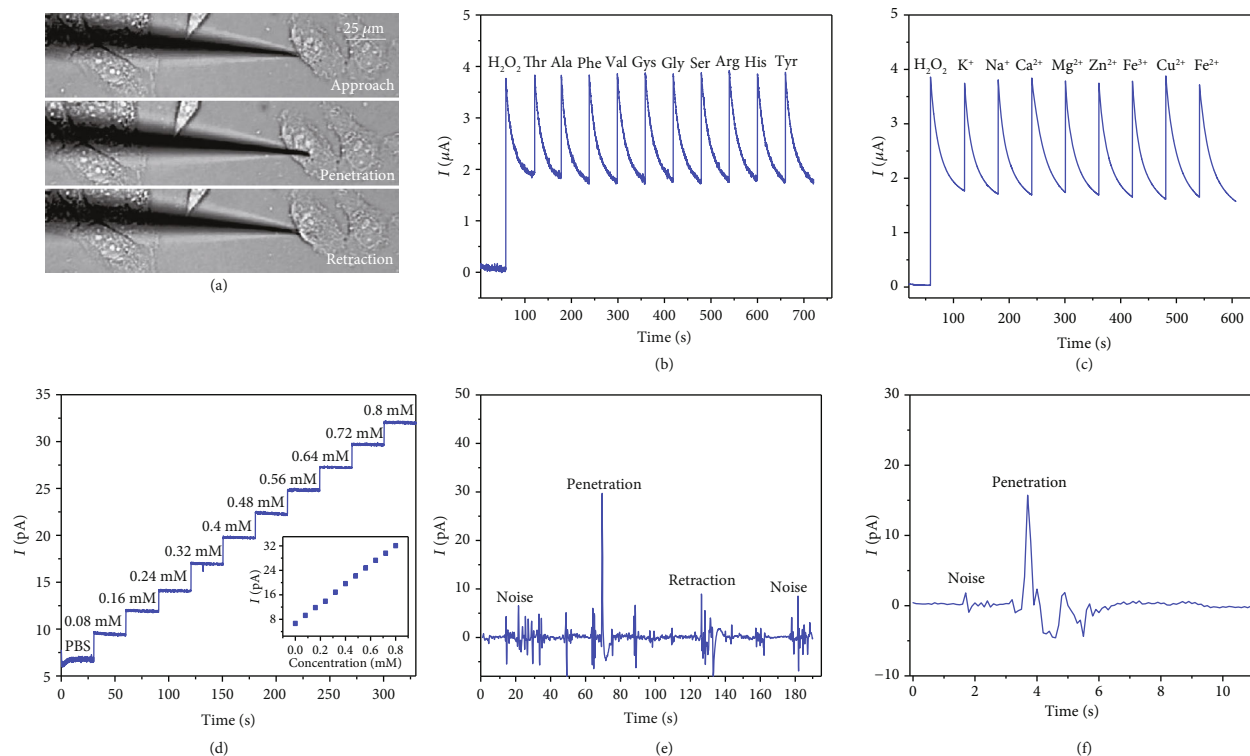 25 μm
Approach
Penetration
Retraction
(a)
5
4
3
2
1
0
I (μA)
H₂O₂ Thr Ala Phe Val Gys Gly Ser Arg His Tyr
100 200 300 400 500 600 700
Time (s)
(b)
5
4
3
2
1
0
I (μA)
H₂O₂ K⁺ Na⁺ Ca²⁺ Mg²⁺ Zn²⁺ Fe³⁺ Cu²⁺ Fe²⁺
100 200 300 400 500 600
Time (s)
(c)
35
30
25
20
15
10
5
I (pA)
PBS
0.08 mM
0.16 mM
0.24 mM
0.32 mM
0.4 mM
0.48 mM
0.56 mM
0.64 mM
0.72 mM
0.8 mM
32
24
16
8
I (pA)
0.0 0.2 0.4 0.6 0.8
Concentration (mM)
0 50 100 150 200 250 300
Time (s)
(d)
50
40
30
20
10
0
I (pA)
Penetration
Noise
Retraction
Noise
0 20 40 60 80 100 120 140 160 180
Time (s)
(e)
30
20
10
0
−10
I (pA)
Penetration
Noise
0 2 4 6 8 10
Time (s)
(f)